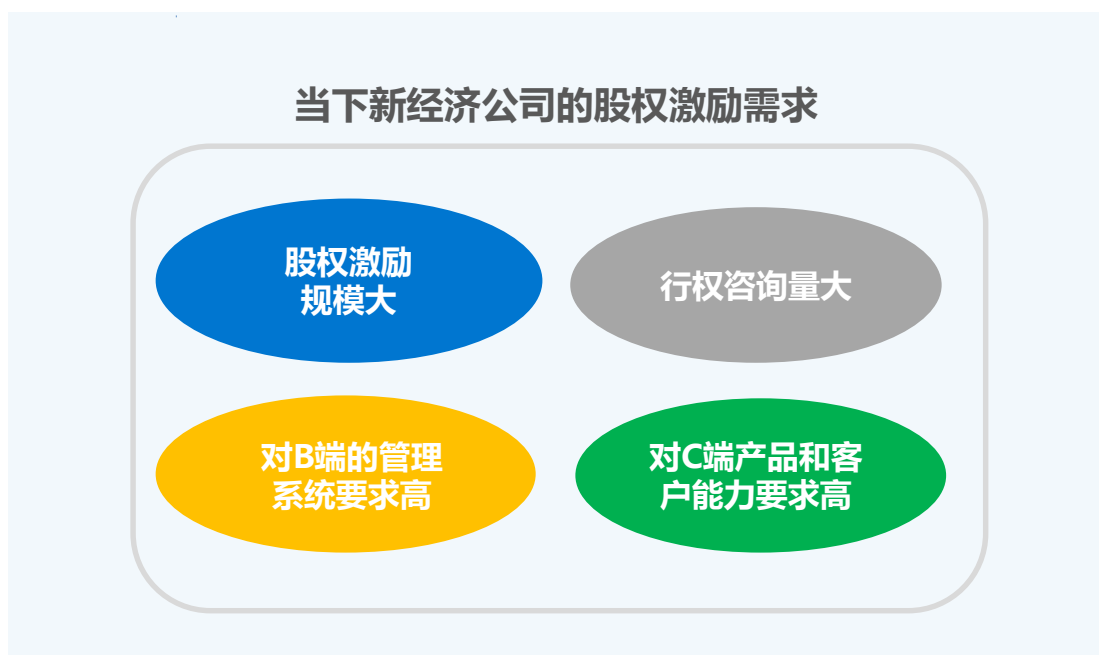 当下新经济公司的股权激励需求
股权激励
规模大
行权咨询量大
对B端的管理
系统要求高
对C端产品和客
户能力要求高